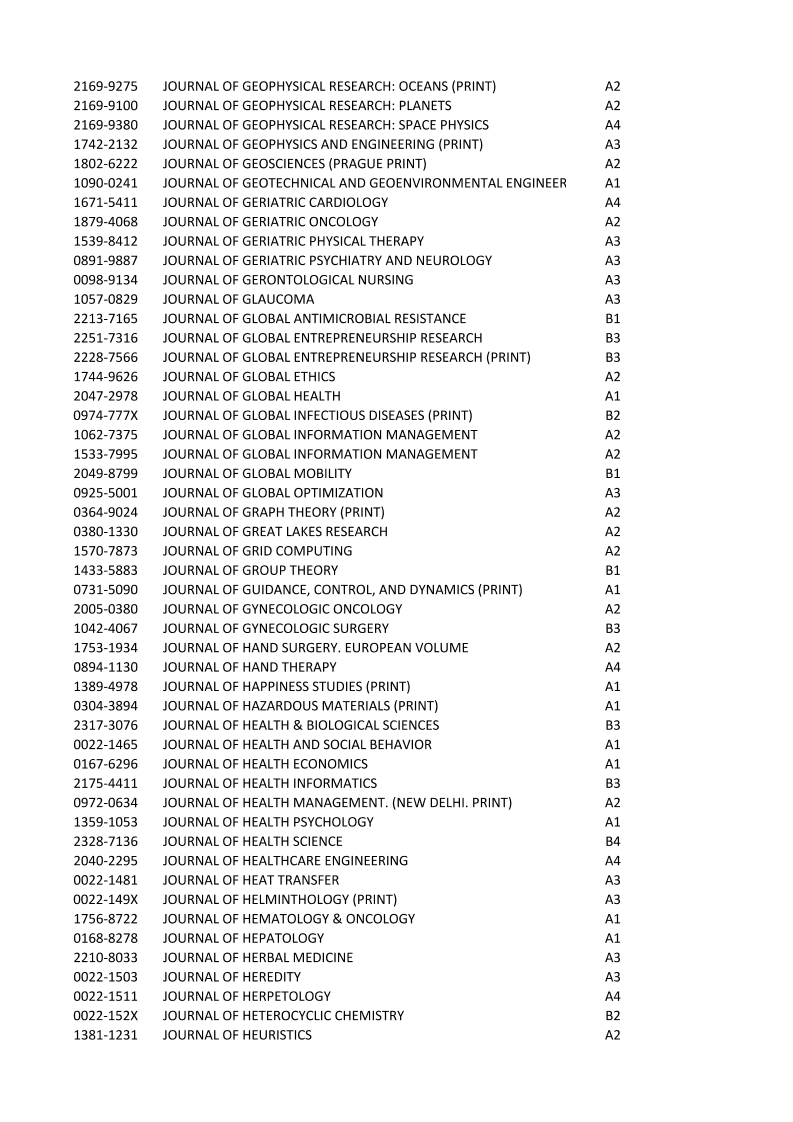 2169-9275 JOURNAL OF GEOPHYSICAL RESEARCH: OCEANS (PRINT) A2
2169-9100 JOURNAL OF GEOPHYSICAL RESEARCH: PLANETS A2
2169-9380 JOURNAL OF GEOPHYSICAL RESEARCH: SPACE PHYSICS A4
1742-2132 JOURNAL OF GEOPHYSICS AND ENGINEERING (PRINT) A3
1802-6222 JOURNAL OF GEOSCIENCES (PRAGUE PRINT) A2
1090-0241 JOURNAL OF GEOTECHNICAL AND GEOENVIRONMENTAL ENGINEER A1
1671-5411 JOURNAL OF GERIATRIC CARDIOLOGY A4
1879-4068 JOURNAL OF GERIATRIC ONCOLOGY A2
1539-8412 JOURNAL OF GERIATRIC PHYSICAL THERAPY A3
0891-9887 JOURNAL OF GERIATRIC PSYCHIATRY AND NEUROLOGY A3
0098-9134 JOURNAL OF GERONTOLOGICAL NURSING A3
1057-0829 JOURNAL OF GLAUCOMA A3
2213-7165 JOURNAL OF GLOBAL ANTIMICROBIAL RESISTANCE B1
2251-7316 JOURNAL OF GLOBAL ENTREPRENEURSHIP RESEARCH B3
2228-7566 JOURNAL OF GLOBAL ENTREPRENEURSHIP RESEARCH (PRINT) B3
1744-9626 JOURNAL OF GLOBAL ETHICS A2
2047-2978 JOURNAL OF GLOBAL HEALTH A1
0974-777X JOURNAL OF GLOBAL INFECTIOUS DISEASES (PRINT) B2
1062-7375 JOURNAL OF GLOBAL INFORMATION MANAGEMENT A2
1533-7995 JOURNAL OF GLOBAL INFORMATION MANAGEMENT A2
2049-8799 JOURNAL OF GLOBAL MOBILITY B1
0925-5001 JOURNAL OF GLOBAL OPTIMIZATION A3
0364-9024 JOURNAL OF GRAPH THEORY (PRINT) A2
0380-1330 JOURNAL OF GREAT LAKES RESEARCH A2
1570-7873 JOURNAL OF GRID COMPUTING A2
1433-5883 JOURNAL OF GROUP THEORY B1
0731-5090 JOURNAL OF GUIDANCE, CONTROL, AND DYNAMICS (PRINT) A1
2005-0380 JOURNAL OF GYNECOLOGIC ONCOLOGY A2
1042-4067 JOURNAL OF GYNECOLOGIC SURGERY B3
1753-1934 JOURNAL OF HAND SURGERY. EUROPEAN VOLUME A2
0894-1130 JOURNAL OF HAND THERAPY A4
1389-4978 JOURNAL OF HAPPINESS STUDIES (PRINT) A1
0304-3894 JOURNAL OF HAZARDOUS MATERIALS (PRINT) A1
2317-3076 JOURNAL OF HEALTH & BIOLOGICAL SCIENCES B3
0022-1465 JOURNAL OF HEALTH AND SOCIAL BEHAVIOR A1
0167-6296 JOURNAL OF HEALTH ECONOMICS A1
2175-4411 JOURNAL OF HEALTH INFORMATICS B3
0972-0634 JOURNAL OF HEALTH MANAGEMENT. (NEW DELHI. PRINT) A2
1359-1053 JOURNAL OF HEALTH PSYCHOLOGY A1
2328-7136 JOURNAL OF HEALTH SCIENCE B4
2040-2295 JOURNAL OF HEALTHCARE ENGINEERING A4
0022-1481 JOURNAL OF HEAT TRANSFER A3
0022-149X JOURNAL OF HELMINTHOLOGY (PRINT) A3
1756-8722 JOURNAL OF HEMATOLOGY & ONCOLOGY A1
0168-8278 JOURNAL OF HEPATOLOGY A1
2210-8033 JOURNAL OF HERBAL MEDICINE A3
0022-1503 JOURNAL OF HEREDITY A3
0022-1511 JOURNAL OF HERPETOLOGY A4
0022-152X JOURNAL OF HETEROCYCLIC CHEMISTRY B2
1381-1231 JOURNAL OF HEURISTICS A2